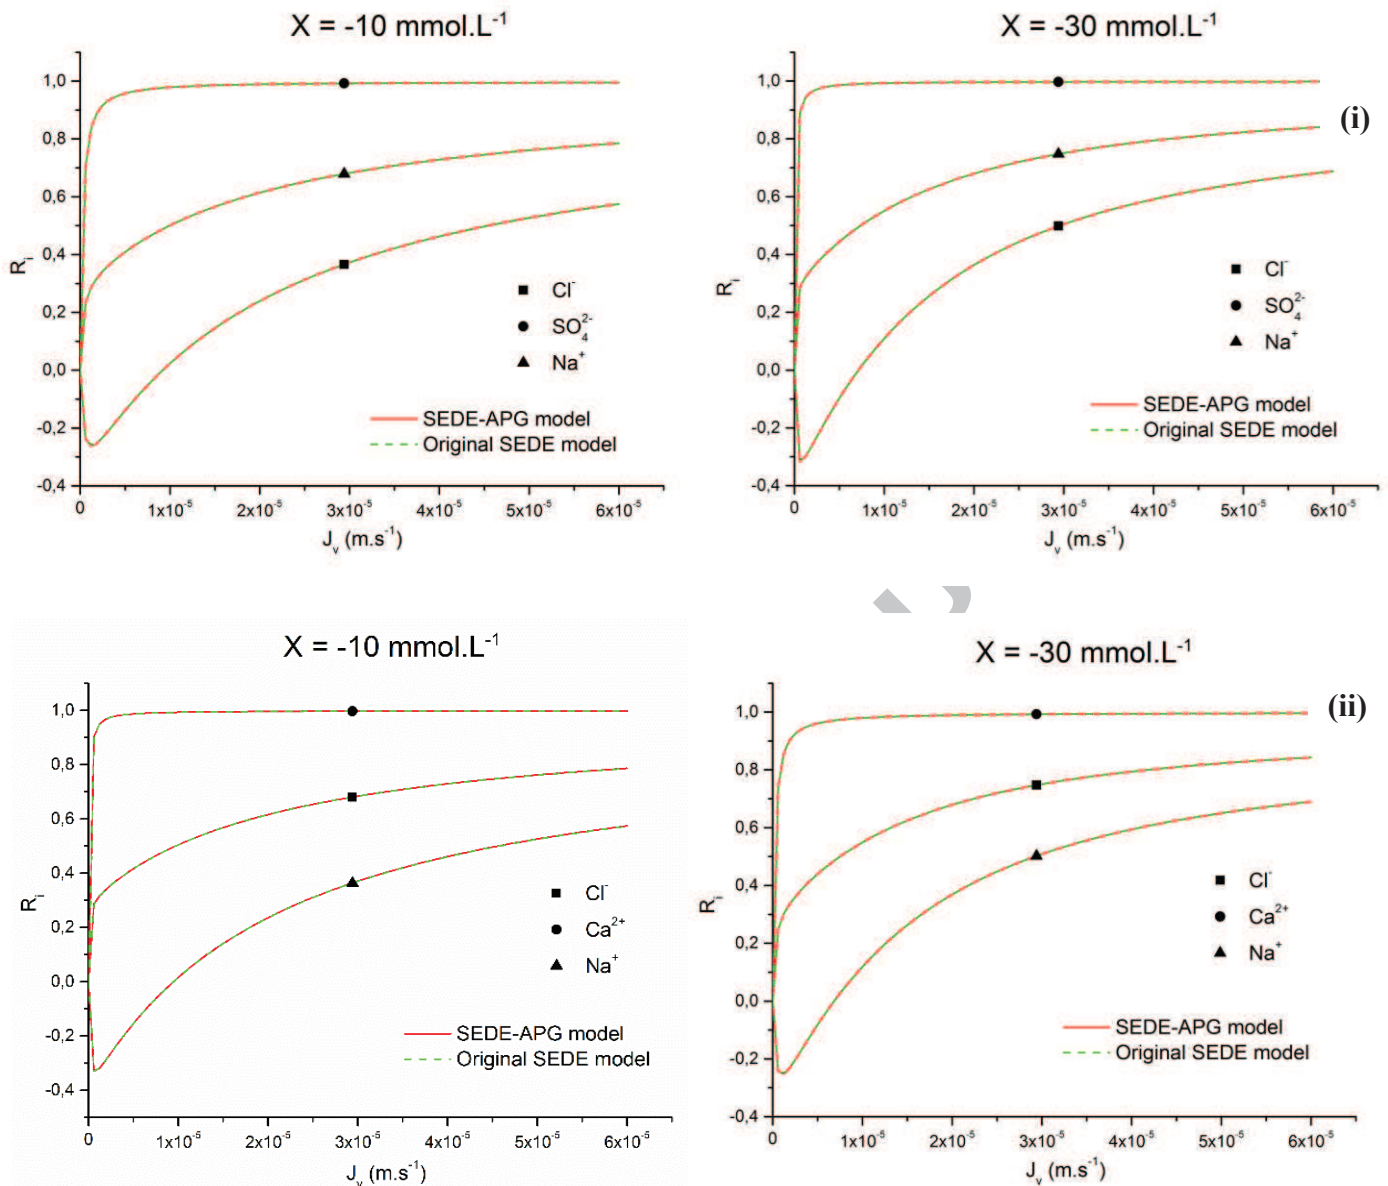 X = -10 mmol.L⁻¹
1,0
0,8
0,6
0,4
0,2
0,0
-0,2
-0,4
Rᵢ
Cl⁻
SO₄²⁻
Na⁺
SEDE-APG model
Original SEDE model
0 1x10⁻⁵ 2x10⁻⁵ 3x10⁻⁵ 4x10⁻⁵ 5x10⁻⁵ 6x10⁻⁵
Jᵥ (m.s⁻¹)
X = -30 mmol.L⁻¹
(i)
1,0
0,8
0,6
0,4
0,2
0,0
-0,2
-0,4
Rᵢ
Cl⁻
SO₄²⁻
Na⁺
SEDE-APG model
Original SEDE model
0 1x10⁻⁵ 2x10⁻⁵ 3x10⁻⁵ 4x10⁻⁵ 5x10⁻⁵ 6x10⁻⁵
Jᵥ (m.s⁻¹)
X = -10 mmol.L⁻¹
1,0
0,8
0,6
0,4
0,2
0,0
-0,2
-0,4
Rᵢ
Cl⁻
Ca²⁺
Na⁺
SEDE-APG model
Original SEDE model
0 1x10⁻⁵ 2x10⁻⁵ 3x10⁻⁵ 4x10⁻⁵ 5x10⁻⁵ 6x10⁻⁵
Jᵥ (m.s⁻¹)
X = -30 mmol.L⁻¹
(ii)
1,0
0,8
0,6
0,4
0,2
0,0
-0,2
-0,4
Rᵢ
Cl⁻
Ca²⁺
Na⁺
SEDE-APG model
Original SEDE model
0 1x10⁻⁵ 2x10⁻⁵ 3x10⁻⁵ 4x10⁻⁵ 5x10⁻⁵ 6x10⁻⁵
Jᵥ (m.s⁻¹)